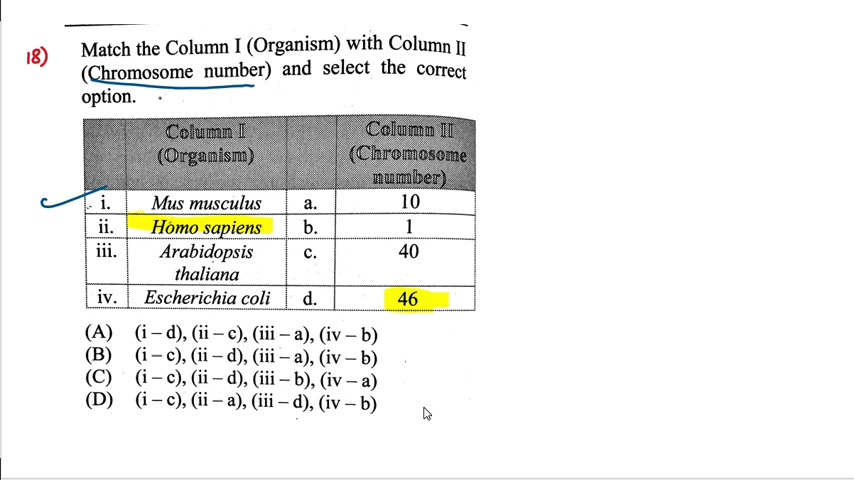 18)
Match the Column I (Organism) with Column II
(Chromosome number) and select the correct
option.
Column I
(Organism)
Column II
(Chromosome
number)
i. Mus musculus a. 10
ii. Homo sapiens b. 1
iii. Arabidopsis c. 40
thaliana
iv. Escherichia coli d. 46
(A) (i – d), (ii – c), (iii – a), (iv – b)
(B) (i – c), (ii – d), (iii – a), (iv – b)
(C) (i – c), (ii – d), (iii – b), (iv – a)
(D) (i – c), (ii – a), (iii – d), (iv – b)